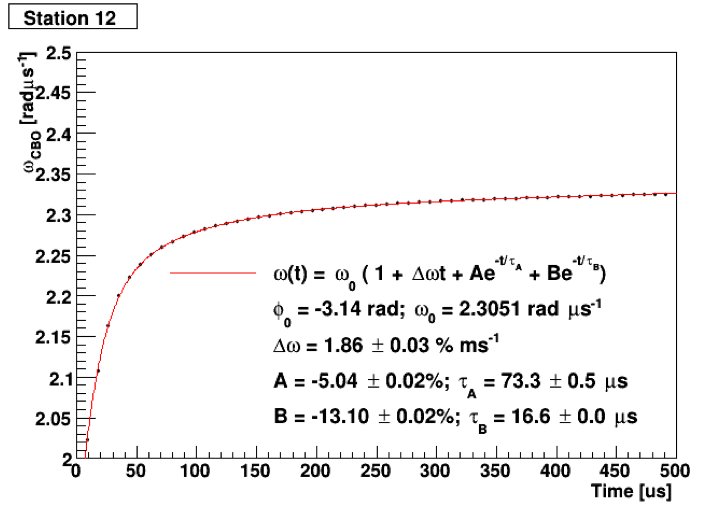 Station 12
ω_CBO [radμs⁻¹]
2.5
2.45
2.4
2.35
2.3
2.25
2.2
2.15
2.1
2.05
2
ω(t) = ω₀ ( 1 + Δωt + Ae^(-t/τ_A) + Be^(-t/τ_B))
ϕ₀ = -3.14 rad; ω₀ = 2.3051 rad μs⁻¹
Δω = 1.86 ± 0.03 % ms⁻¹
A = -5.04 ± 0.02%; τ_A = 73.3 ± 0.5 μs
B = -13.10 ± 0.02%; τ_B = 16.6 ± 0.0 μs
0 50 100 150 200 250 300 350 400 450 500
Time [us]